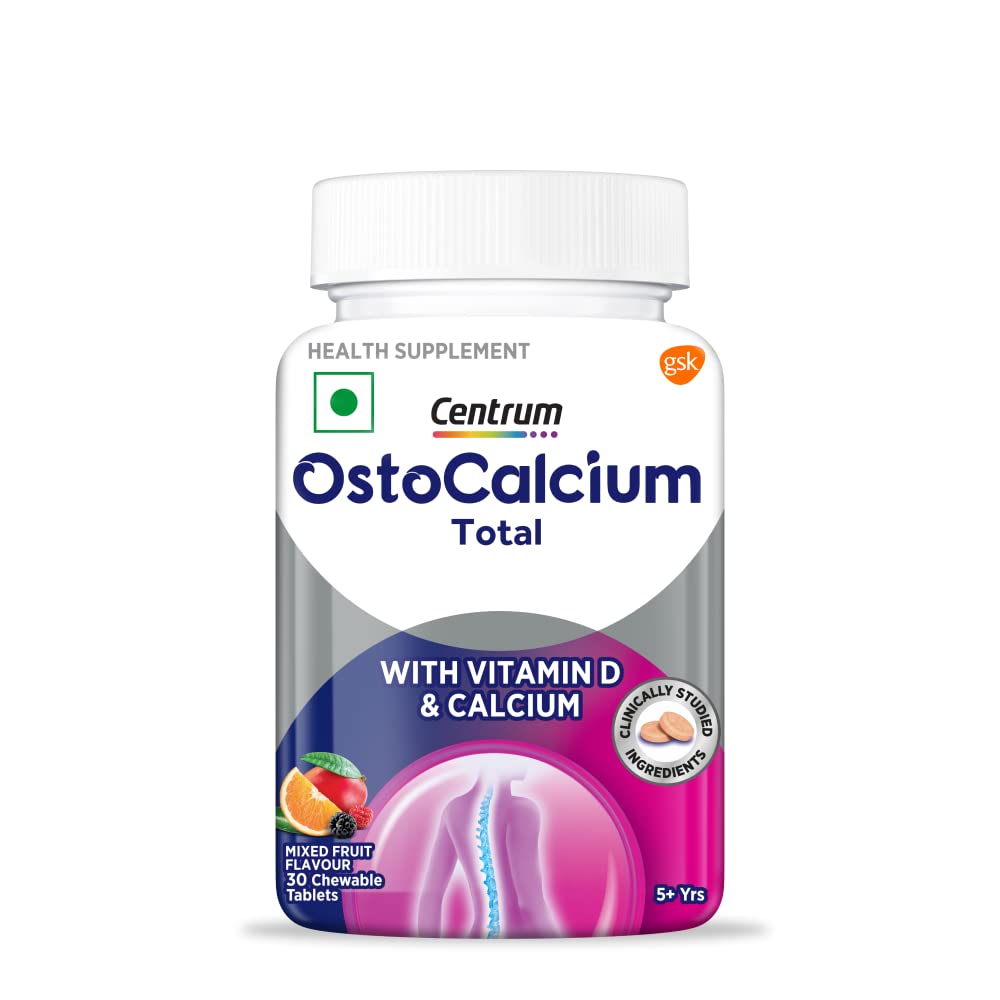 HEALTH SUPPLEMENT
gsk
Centrum
OstoCalcium
Total
WITH VITAMIN D
& CALCIUM
CLINICALLY STUDIED
INGREDIENTS
MIXED FRUIT
FLAVOUR
30 Chewable
Tablets
5+ Yrs